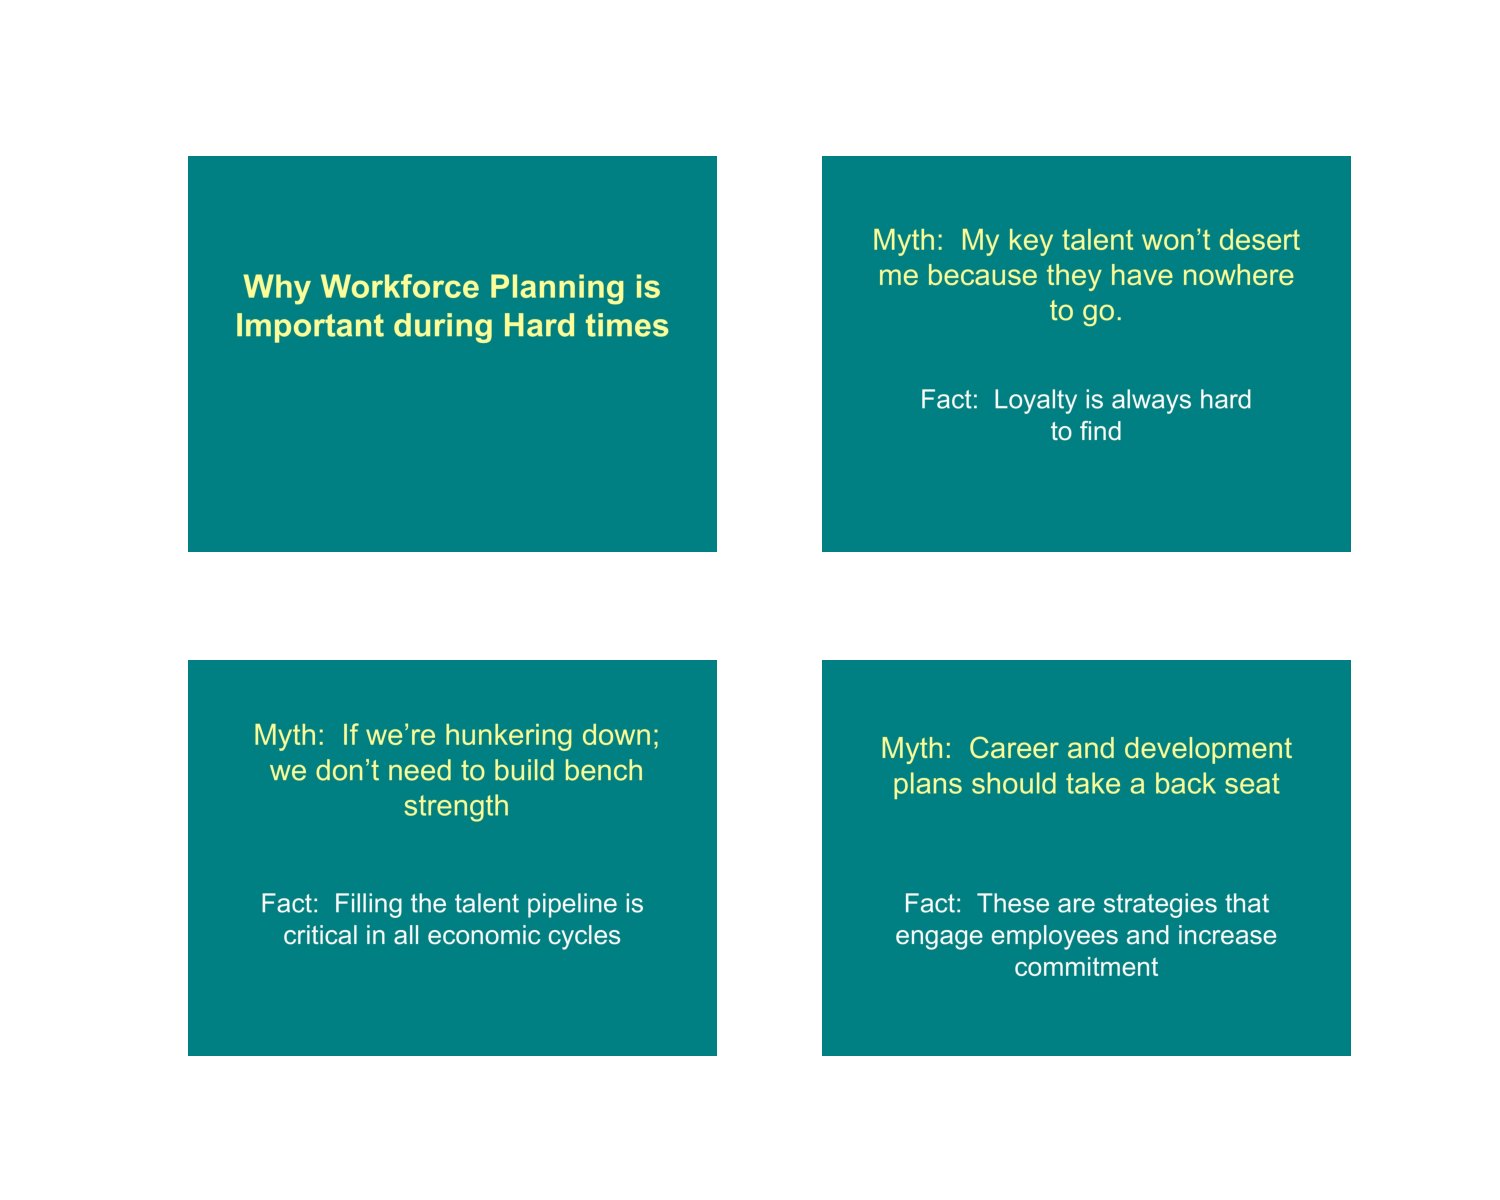 Why Workforce Planning is
Important during Hard times
Myth:  My key talent won’t desert
me because they have nowhere
to go.
Fact:  Loyalty is always hard
to find
Myth:  If we’re hunkering down;
we don’t need to build bench
strength
Fact:  Filling the talent pipeline is
critical in all economic cycles
Myth:  Career and development
plans should take a back seat
Fact:  These are strategies that
engage employees and increase
commitment